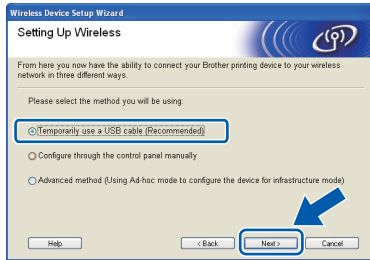 Wireless Device Setup Wizard
Setting Up Wireless
From here you now have the ability to connect your Brother printing device to your wireless
network in three different ways.
Please select the method you will be using:
Temporarily use a USB cable (Recommended)
Configure through the control panel manually
Advanced method (Using Ad-hoc mode to configure the device for infrastructure mode)
Help
< Back
Next >
Cancel